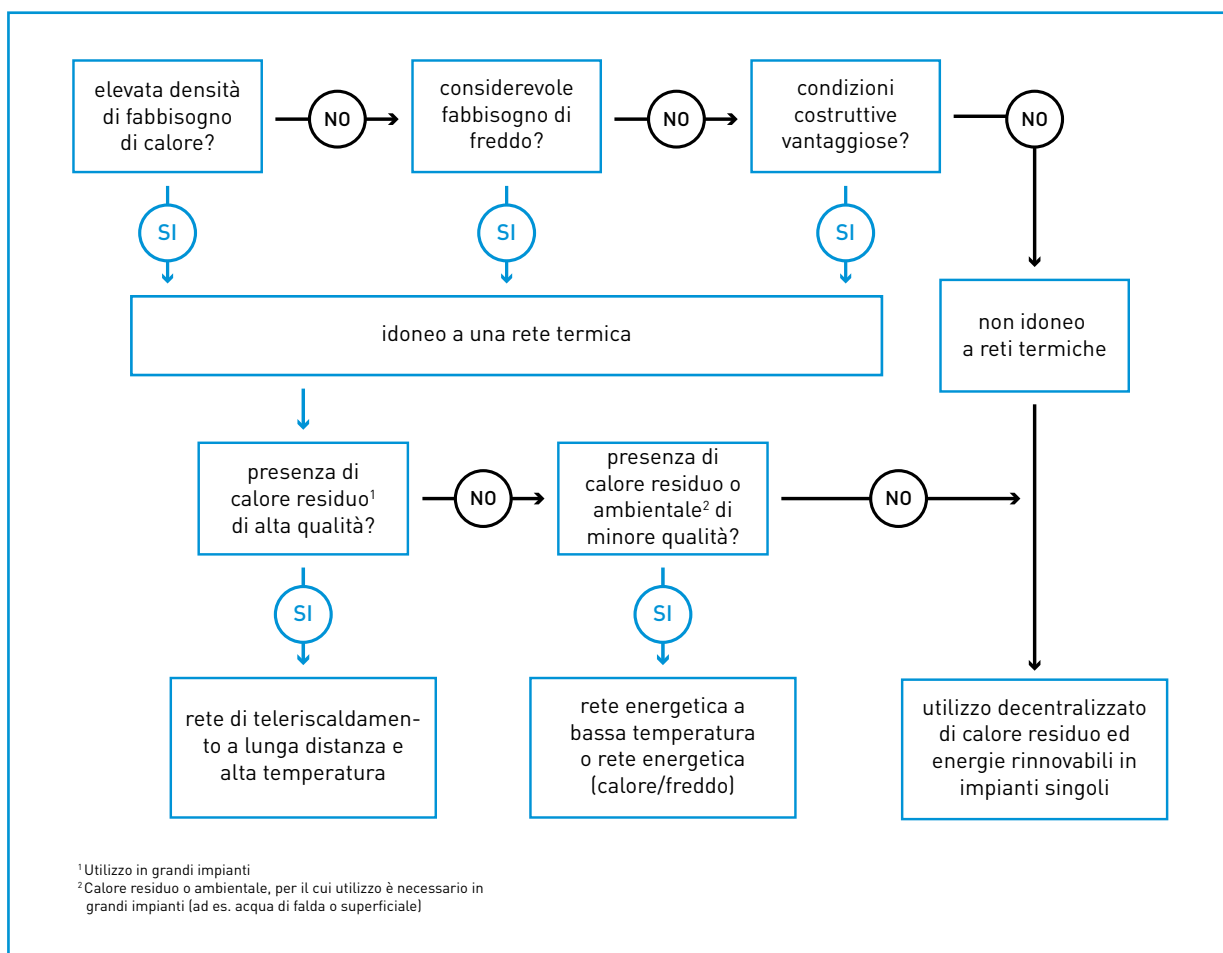 elevata densità
di fabbisogno
di calore?
NO
considerevole
fabbisogno di
freddo?
NO
condizioni
costruttive
vantaggiose?
NO
SI
SI
SI
idoneo a una rete termica
non idoneo
a reti termiche
presenza di
calore residuo¹
di alta qualità?
NO
presenza di
calore residuo o
ambientale² di
minore qualità?
NO
SI
SI
rete di teleriscaldamen-
to a lunga distanza e
alta temperatura
rete energetica a
bassa temperatura
o rete energetica
(calore/freddo)
utilizzo decentralizzato
di calore residuo ed
energie rinnovabili in
impianti singoli
¹ Utilizzo in grandi impianti
² Calore residuo o ambientale, per il cui utilizzo è necessario in
grandi impianti (ad es. acqua di falda o superficiale)